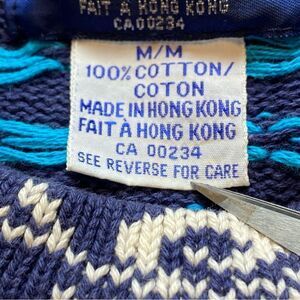 FAIT À HONG KONG
CA 00234
M/M
100% COTTON/
COTON
MADE IN HONG KONG
FAIT À HONG KONG
CA 00234
SEE REVERSE FOR CARE